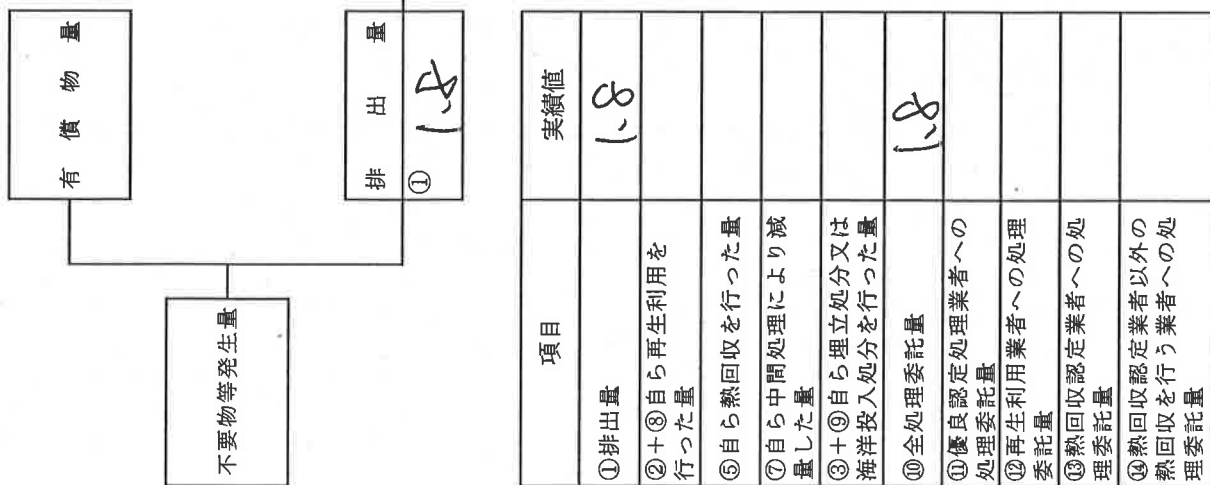 有償物量
不要物等発生量
排出量
①
1.8
項目
実績値
①排出量
1.8
②+⑧自ら再生利用を
行った量
⑤自ら熱回収を行った量
⑦自ら中間処理により減
量した量
③+⑨自ら埋立処分又は
海洋投入処分を行った量
⑩全処理委託量
1.8
⑪優良認定処理業者への
処理委託量
⑫再生利用業者への処理
委託量
⑬熱回収認定業者への処
理委託量
⑭熱回収認定業者以外の
熱回収を行う業者への処
理委託量